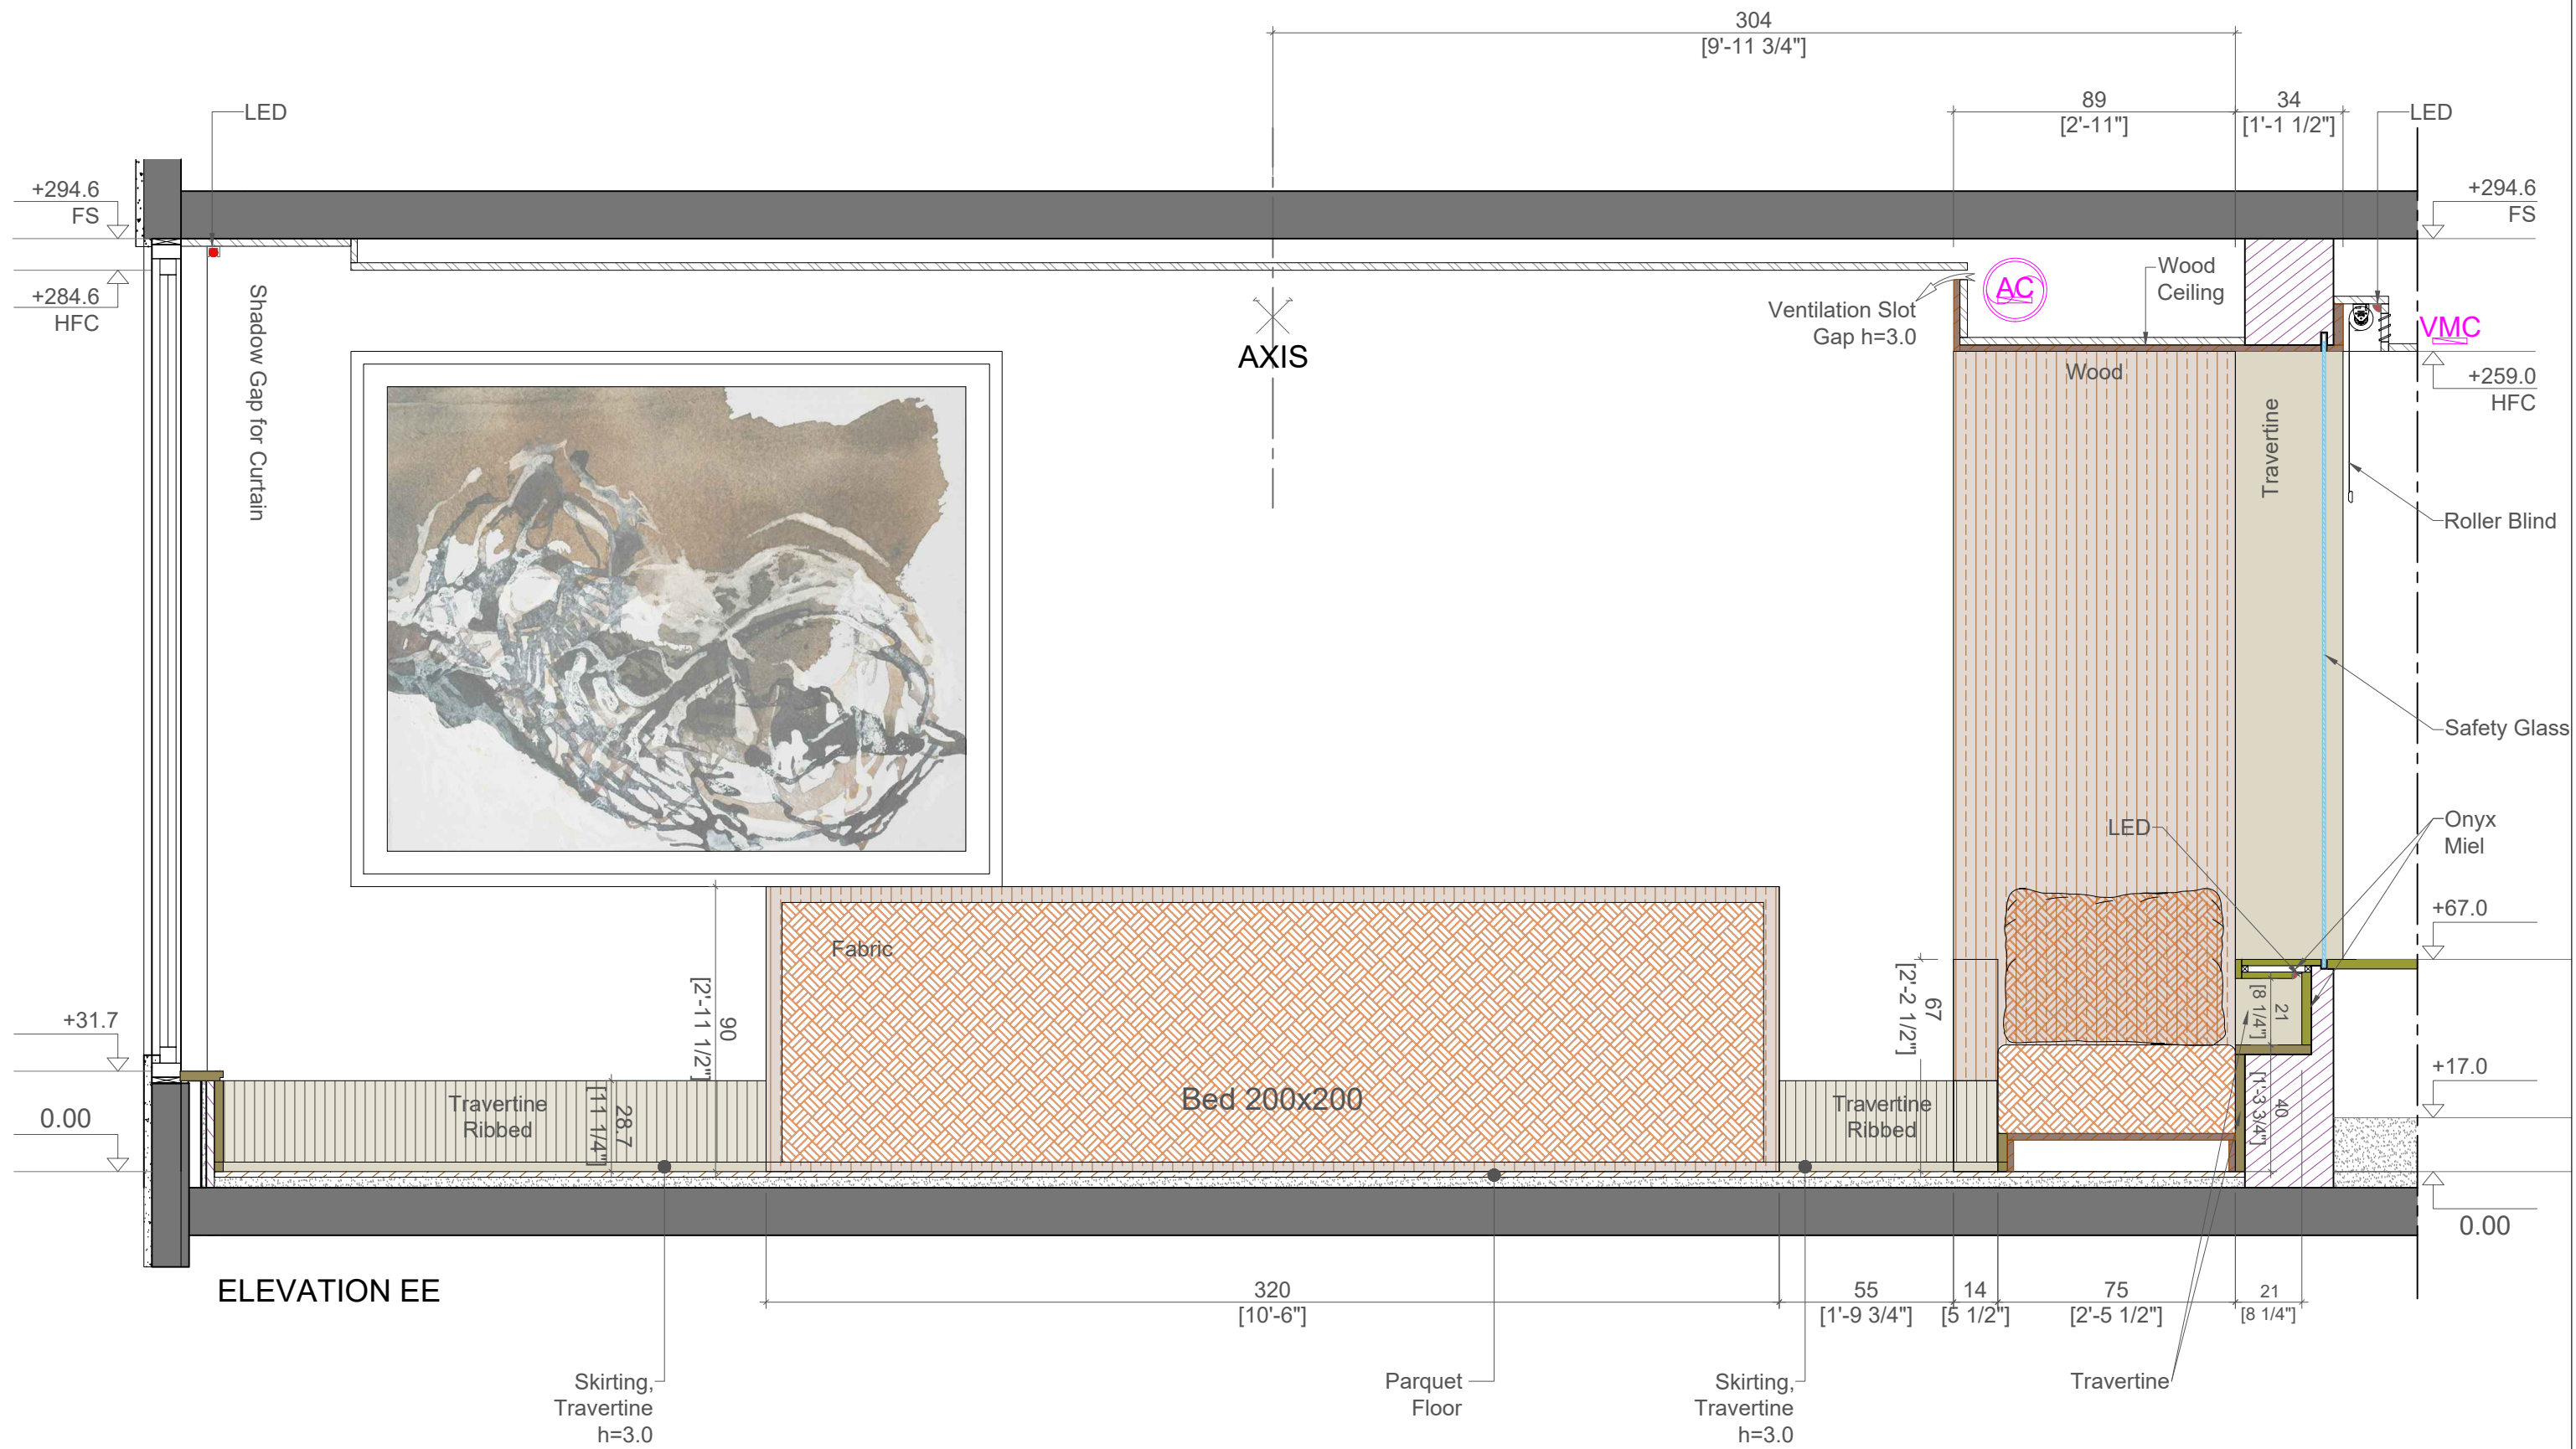 304
[9'-11 3/4"]
LED
89
[2'-11"]
34
[1'-1 1/2"]
LED
+294.6
FS
+294.6
FS
+284.6
HFC
Shadow Gap for Curtain
AXIS
Ventilation Slot
Gap h=3.0
AC
Wood
Ceiling
VMC
+259.0
HFC
Wood
Travertine
Roller Blind
Safety Glass
LED
Onyx
Miel
+67.0
Fabric
90
[2'-11 1/2"]
67
[2'-2 1/2"]
21
[8 1/4"]
+31.7
+17.0
0.00
Travertine
Ribbed
28.7
[11 1/4"]
Bed 200x200
Travertine
Ribbed
40
[1'-3 3/4"]
0.00
ELEVATION EE
320
[10'-6"]
55
[1'-9 3/4"]
14
[5 1/2"]
75
[2'-5 1/2"]
21
[8 1/4"]
Skirting,
Travertine
h=3.0
Parquet
Floor
Skirting,
Travertine
h=3.0
Travertine